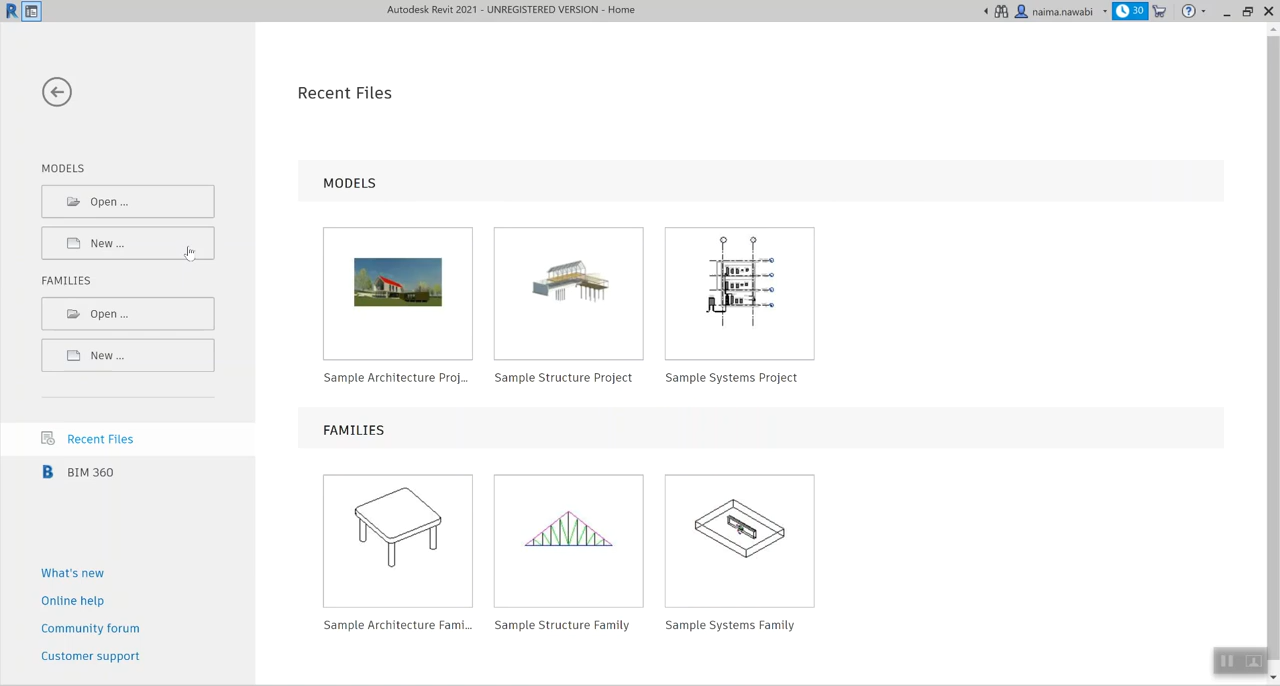 Autodesk Revit 2021 - UNREGISTERED VERSION - Home
naima.nawabi
30
Recent Files
MODELS
Open ...
New ...
FAMILIES
Open ...
New ...
Recent Files
BIM 360
What's new
Online help
Community forum
Customer support
MODELS
Sample Architecture Proj...
Sample Structure Project
Sample Systems Project
FAMILIES
Sample Architecture Fami...
Sample Structure Family
Sample Systems Family